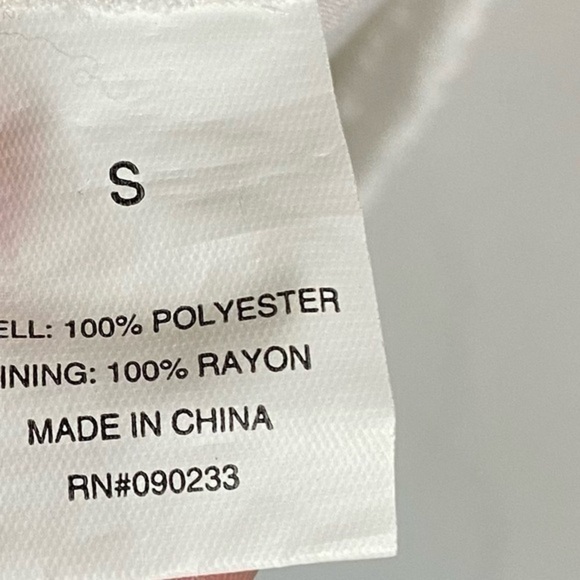 S
ELL: 100% POLYESTER
INING: 100% RAYON
MADE IN CHINA
RN#090233